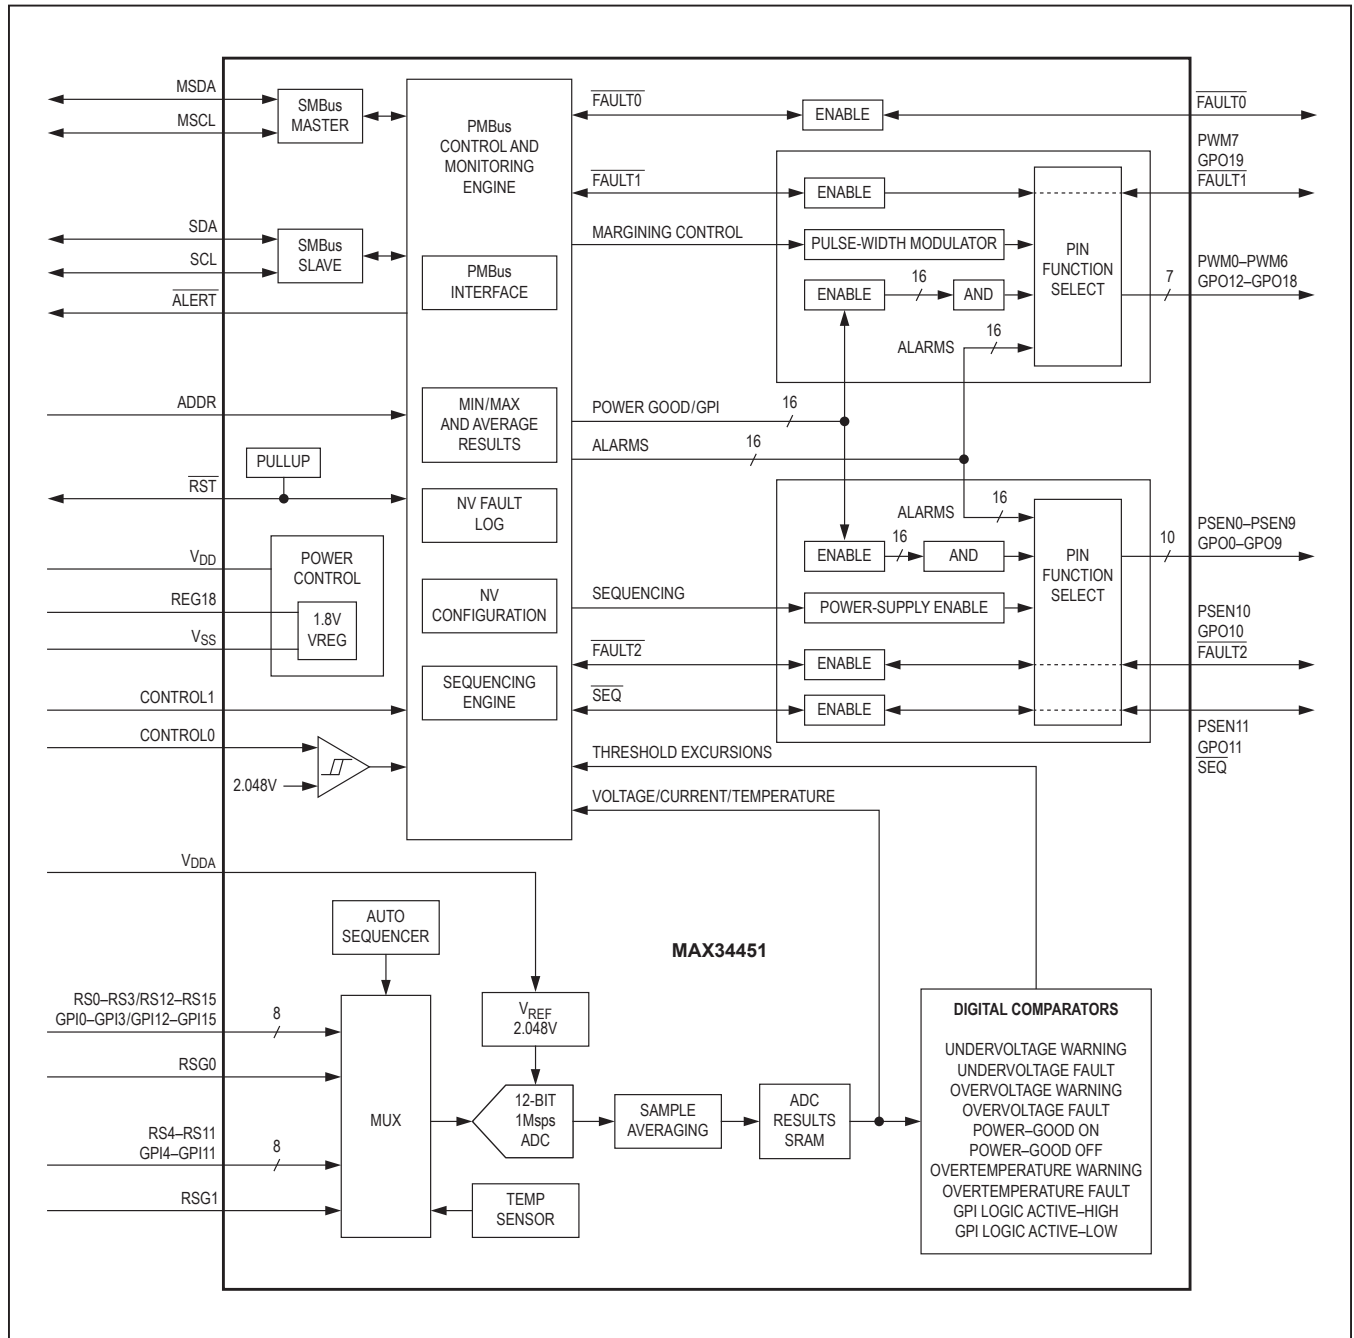 MSDA
MSCL
SMBus
MASTER
SDA
SCL
SMBus
SLAVE
ALERT
ADDR
PULLUP
RST
VDD
POWER
CONTROL
REG18
1.8V
VREG
VSS
CONTROL1
CONTROL0
2.048V
PMBus
CONTROL AND
MONITORING
ENGINE
PMBus
INTERFACE
MIN/MAX
AND AVERAGE
RESULTS
NV FAULT
LOG
NV
CONFIGURATION
SEQUENCING
ENGINE
FAULT0
ENABLE
FAULT0
FAULT1
ENABLE
MARGINING CONTROL
PULSE-WIDTH MODULATOR
ENABLE
16
AND
ALARMS
16
PIN
FUNCTION
SELECT
PWM7
GPO19
FAULT1
7
PWM0–PWM6
GPO12–GPO18
POWER GOOD/GPI
16
ALARMS
16
ALARMS
16
ENABLE
16
AND
SEQUENCING
POWER-SUPPLY ENABLE
FAULT2
ENABLE
SEQ
ENABLE
PIN
FUNCTION
SELECT
10
PSEN0–PSEN9
GPO0–GPO9
PSEN10
GPO10
FAULT2
PSEN11
GPO11
SEQ
THRESHOLD EXCURSIONS
VOLTAGE/CURRENT/TEMPERATURE
VDDA
AUTO
SEQUENCER
MAX34451
RS0–RS3/RS12–RS15
GPI0–GPI3/GPI12–GPI15
8
RSG0
RS4–RS11
GPI4–GPI11
8
RSG1
MUX
VREF
2.048V
12-BIT
1Msps
ADC
TEMP
SENSOR
SAMPLE
AVERAGING
ADC
RESULTS
SRAM
DIGITAL COMPARATORS
UNDERVOLTAGE WARNING
UNDERVOLTAGE FAULT
OVERVOLTAGE WARNING
OVERVOLTAGE FAULT
POWER–GOOD ON
POWER–GOOD OFF
OVERTEMPERATURE WARNING
OVERTEMPERATURE FAULT
GPI LOGIC ACTIVE–HIGH
GPI LOGIC ACTIVE–LOW